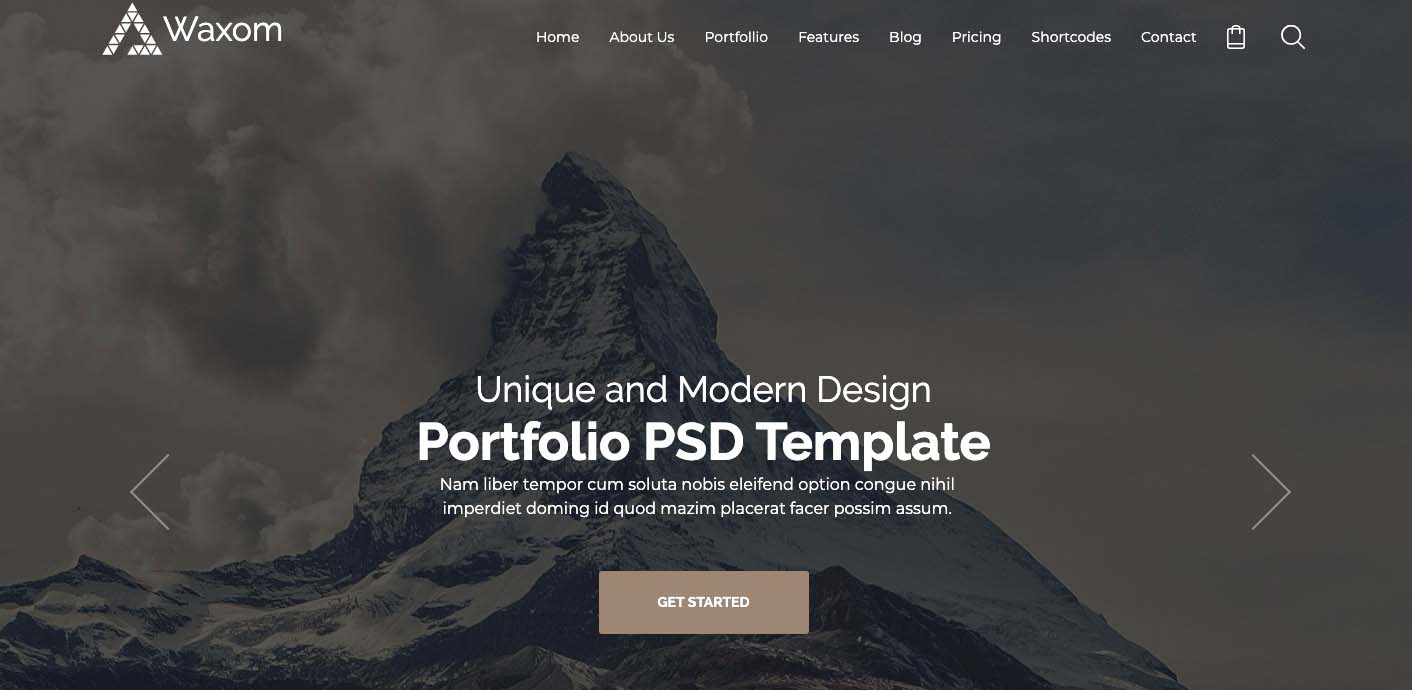 Waxom
Home About Us Portfollio Features Blog Pricing Shortcodes Contact
Unique and Modern Design
Portfolio PSD Template
Nam liber tempor cum soluta nobis eleifend option congue nihil
imperdiet doming id quod mazim placerat facer possim assum.
GET STARTED